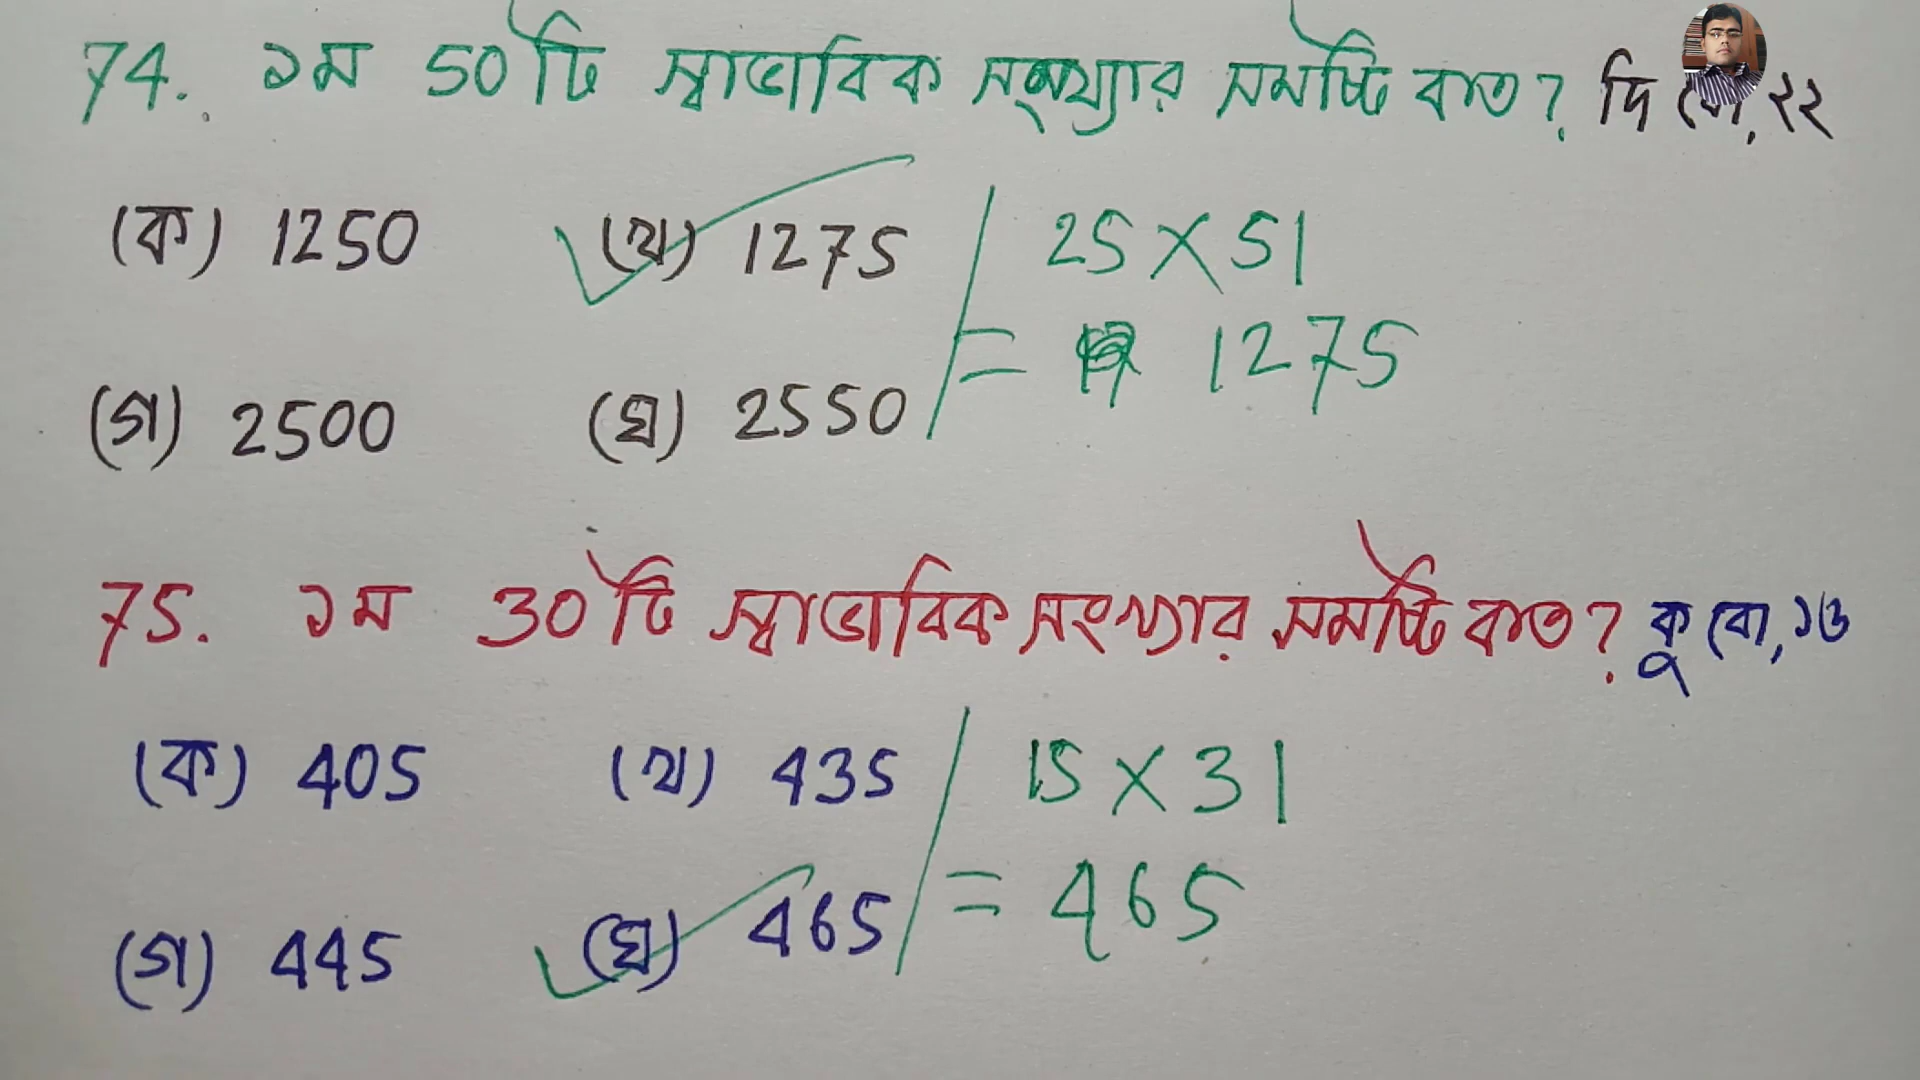 74. ১ম 50টি স্বাভাবিক সংখ্যার সমষ্টি কত? দি বো, ২২
(ক) 1250 (খ) 1275
25 × 51
= 1275
(গ) 2500 (ঘ) 2550
75. ১ম 30টি স্বাভাবিক সংখ্যার সমষ্টি কত? কু বো, ১৬
(ক) 405 (খ) 435
15 × 31
= 465
(গ) 445 (ঘ) 465